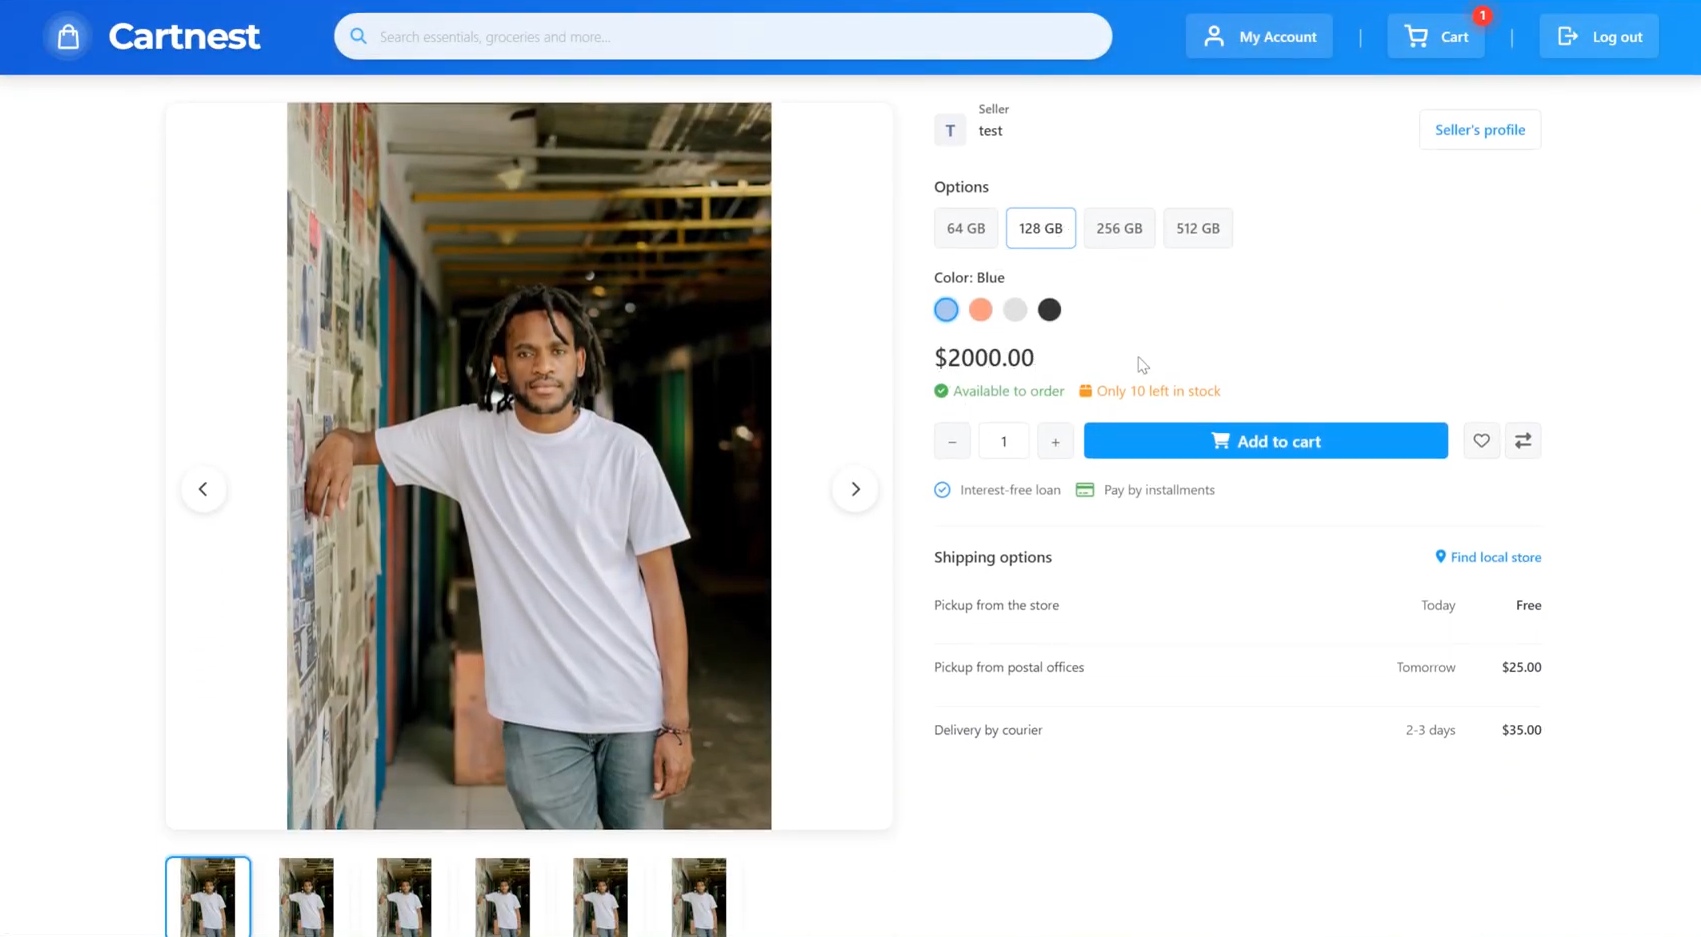 Cartnest
Search essentials, groceries and more...
My Account
Cart
1
Log out
Seller
T
test
Seller's profile
Options
64 GB
128 GB
256 GB
512 GB
Color: Blue
$2000.00
Available to order
Only 10 left in stock
−
1
+
Add to cart
Interest-free loan
Pay by installments
Shipping options
Find local store
Pickup from the store
Today
Free
Pickup from postal offices
Tomorrow
$25.00
Delivery by courier
2-3 days
$35.00